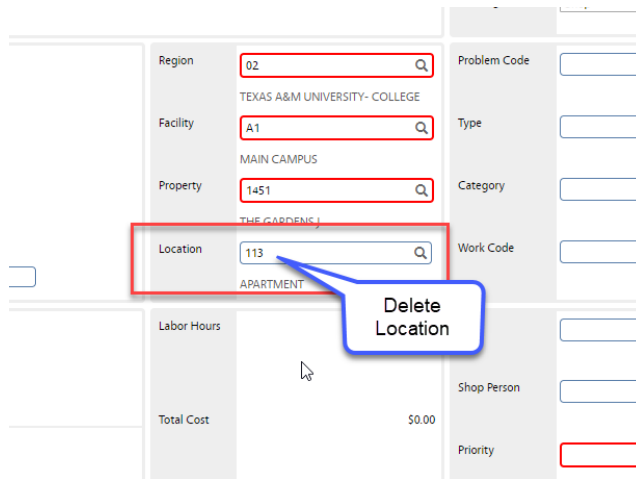 Region
02
Problem Code
TEXAS A&M UNIVERSITY- COLLEGE
Facility
A1
Type
MAIN CAMPUS
Property
1451
Category
THE GARDENS J
Location
113
Work Code
APARTMENT
Delete
Location
Labor Hours
Shop Person
Total Cost
$0.00
Priority